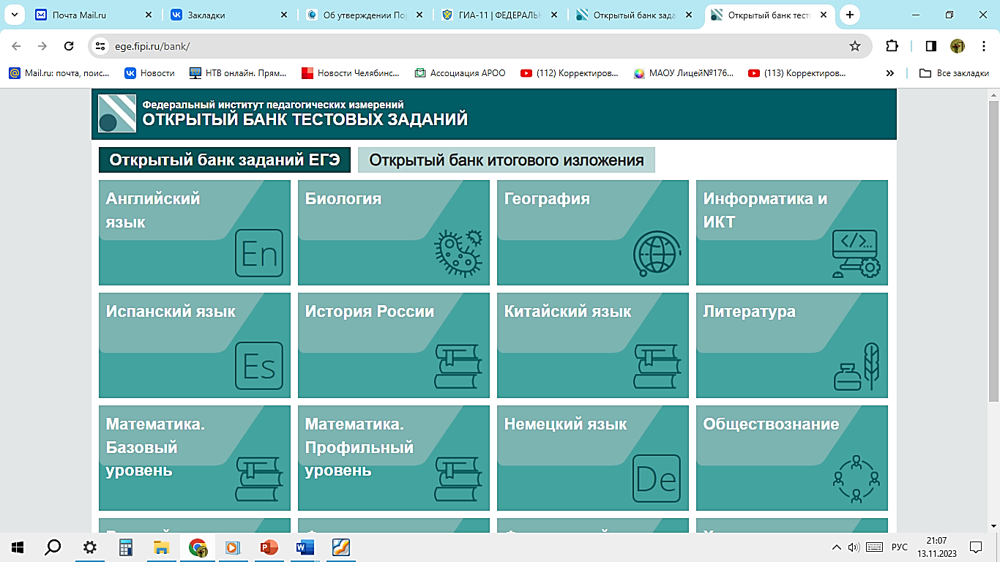 Почта Mail.ru
Закладки
Об утверждении По
ГИА-11 | ФЕДЕРАЛЬН
Открытый банк зада
Открытый банк тест
ege.fipi.ru/bank/
Mail.ru: почта, поис...
Новости
НТВ онлайн. Прям...
Новости Челябинс...
Ассоциация АРОО
(112) Корректиров...
МАОУ Лицей№176...
(113) Корректиров...
Все закладки
Федеральный институт педагогических измерений
ОТКРЫТЫЙ БАНК ТЕСТОВЫХ ЗАДАНИЙ
Открытый банк заданий ЕГЭ
Открытый банк итогового изложения
Английский
язык
En
Биология
География
Информатика и
ИКТ
</>...
Испанский язык
Es
История России
Китайский язык
Литература
Математика.
Базовый
уровень
Математика.
Профильный
уровень
Немецкий язык
De
Обществознание
РУС
21:07
13.11.2023